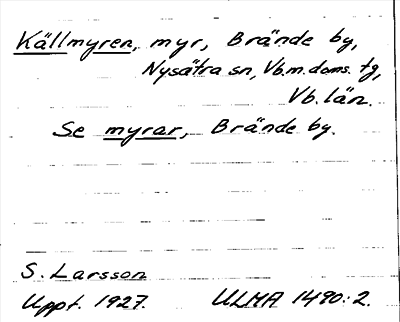 Källmyren, myr, Brände by,
Nysätra sn, Vb.m.doms. tg,
Vb. län.
Se myrar, Brände by.
S. Larsson
Uppt. 1927. ULMA 1490:2.